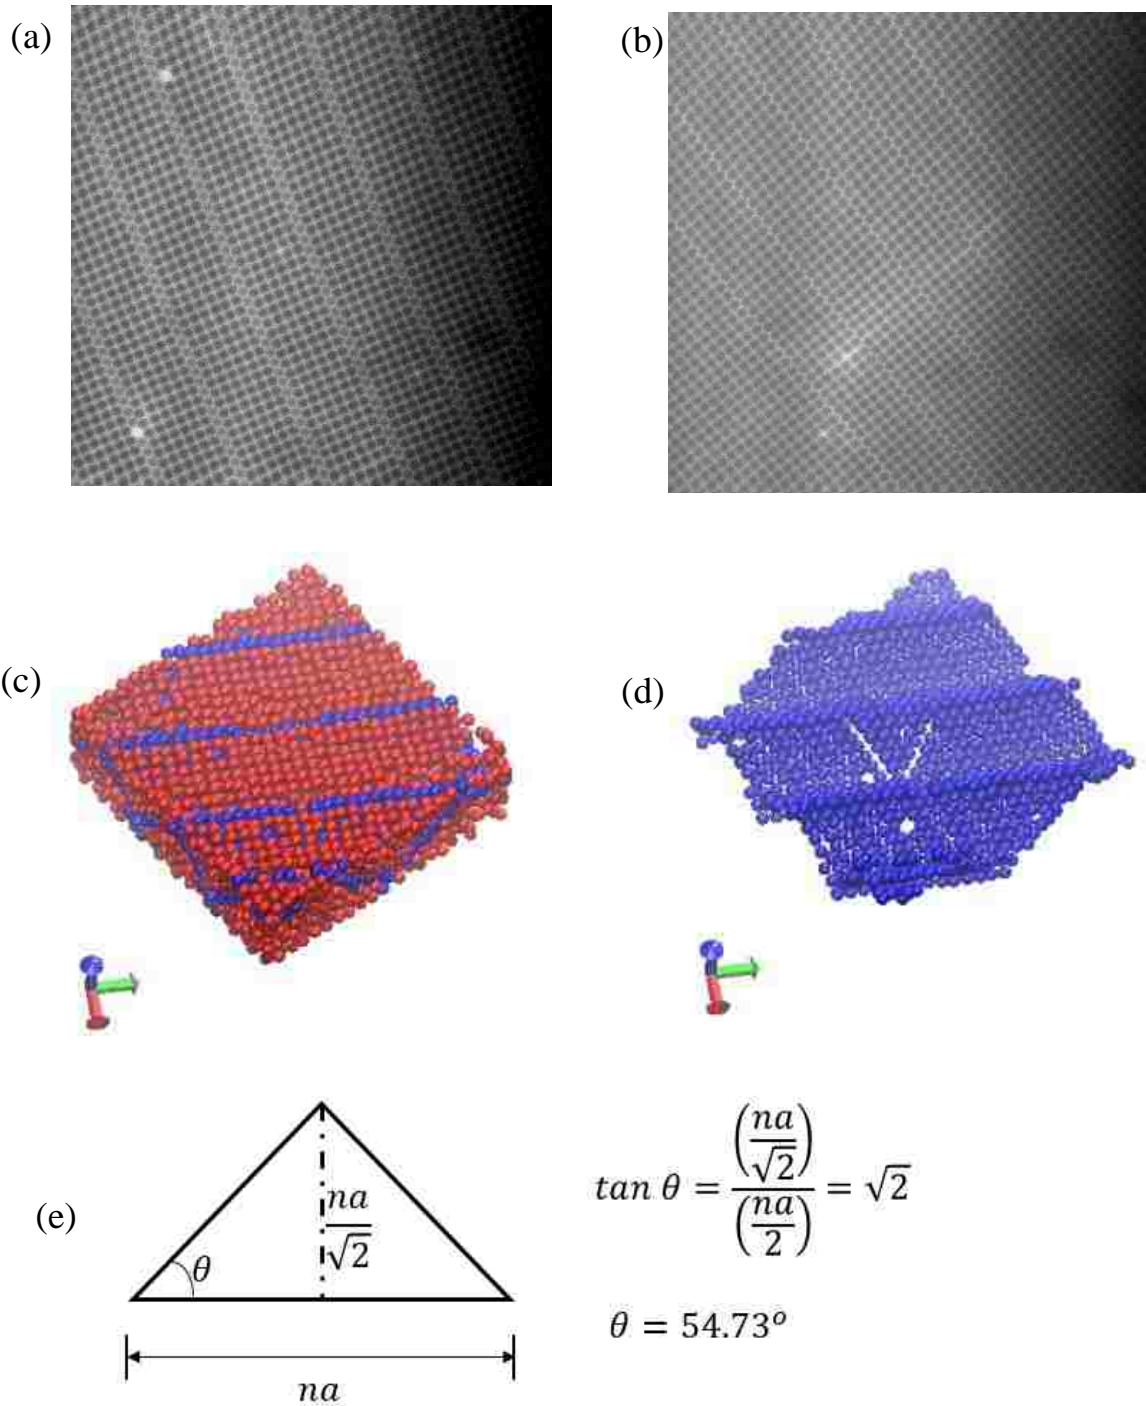 (a)
(b)
(c)
(d)
(e)
θ
na
√2
na
tan θ = (na/√2)/(na/2) = √2
θ = 54.73°